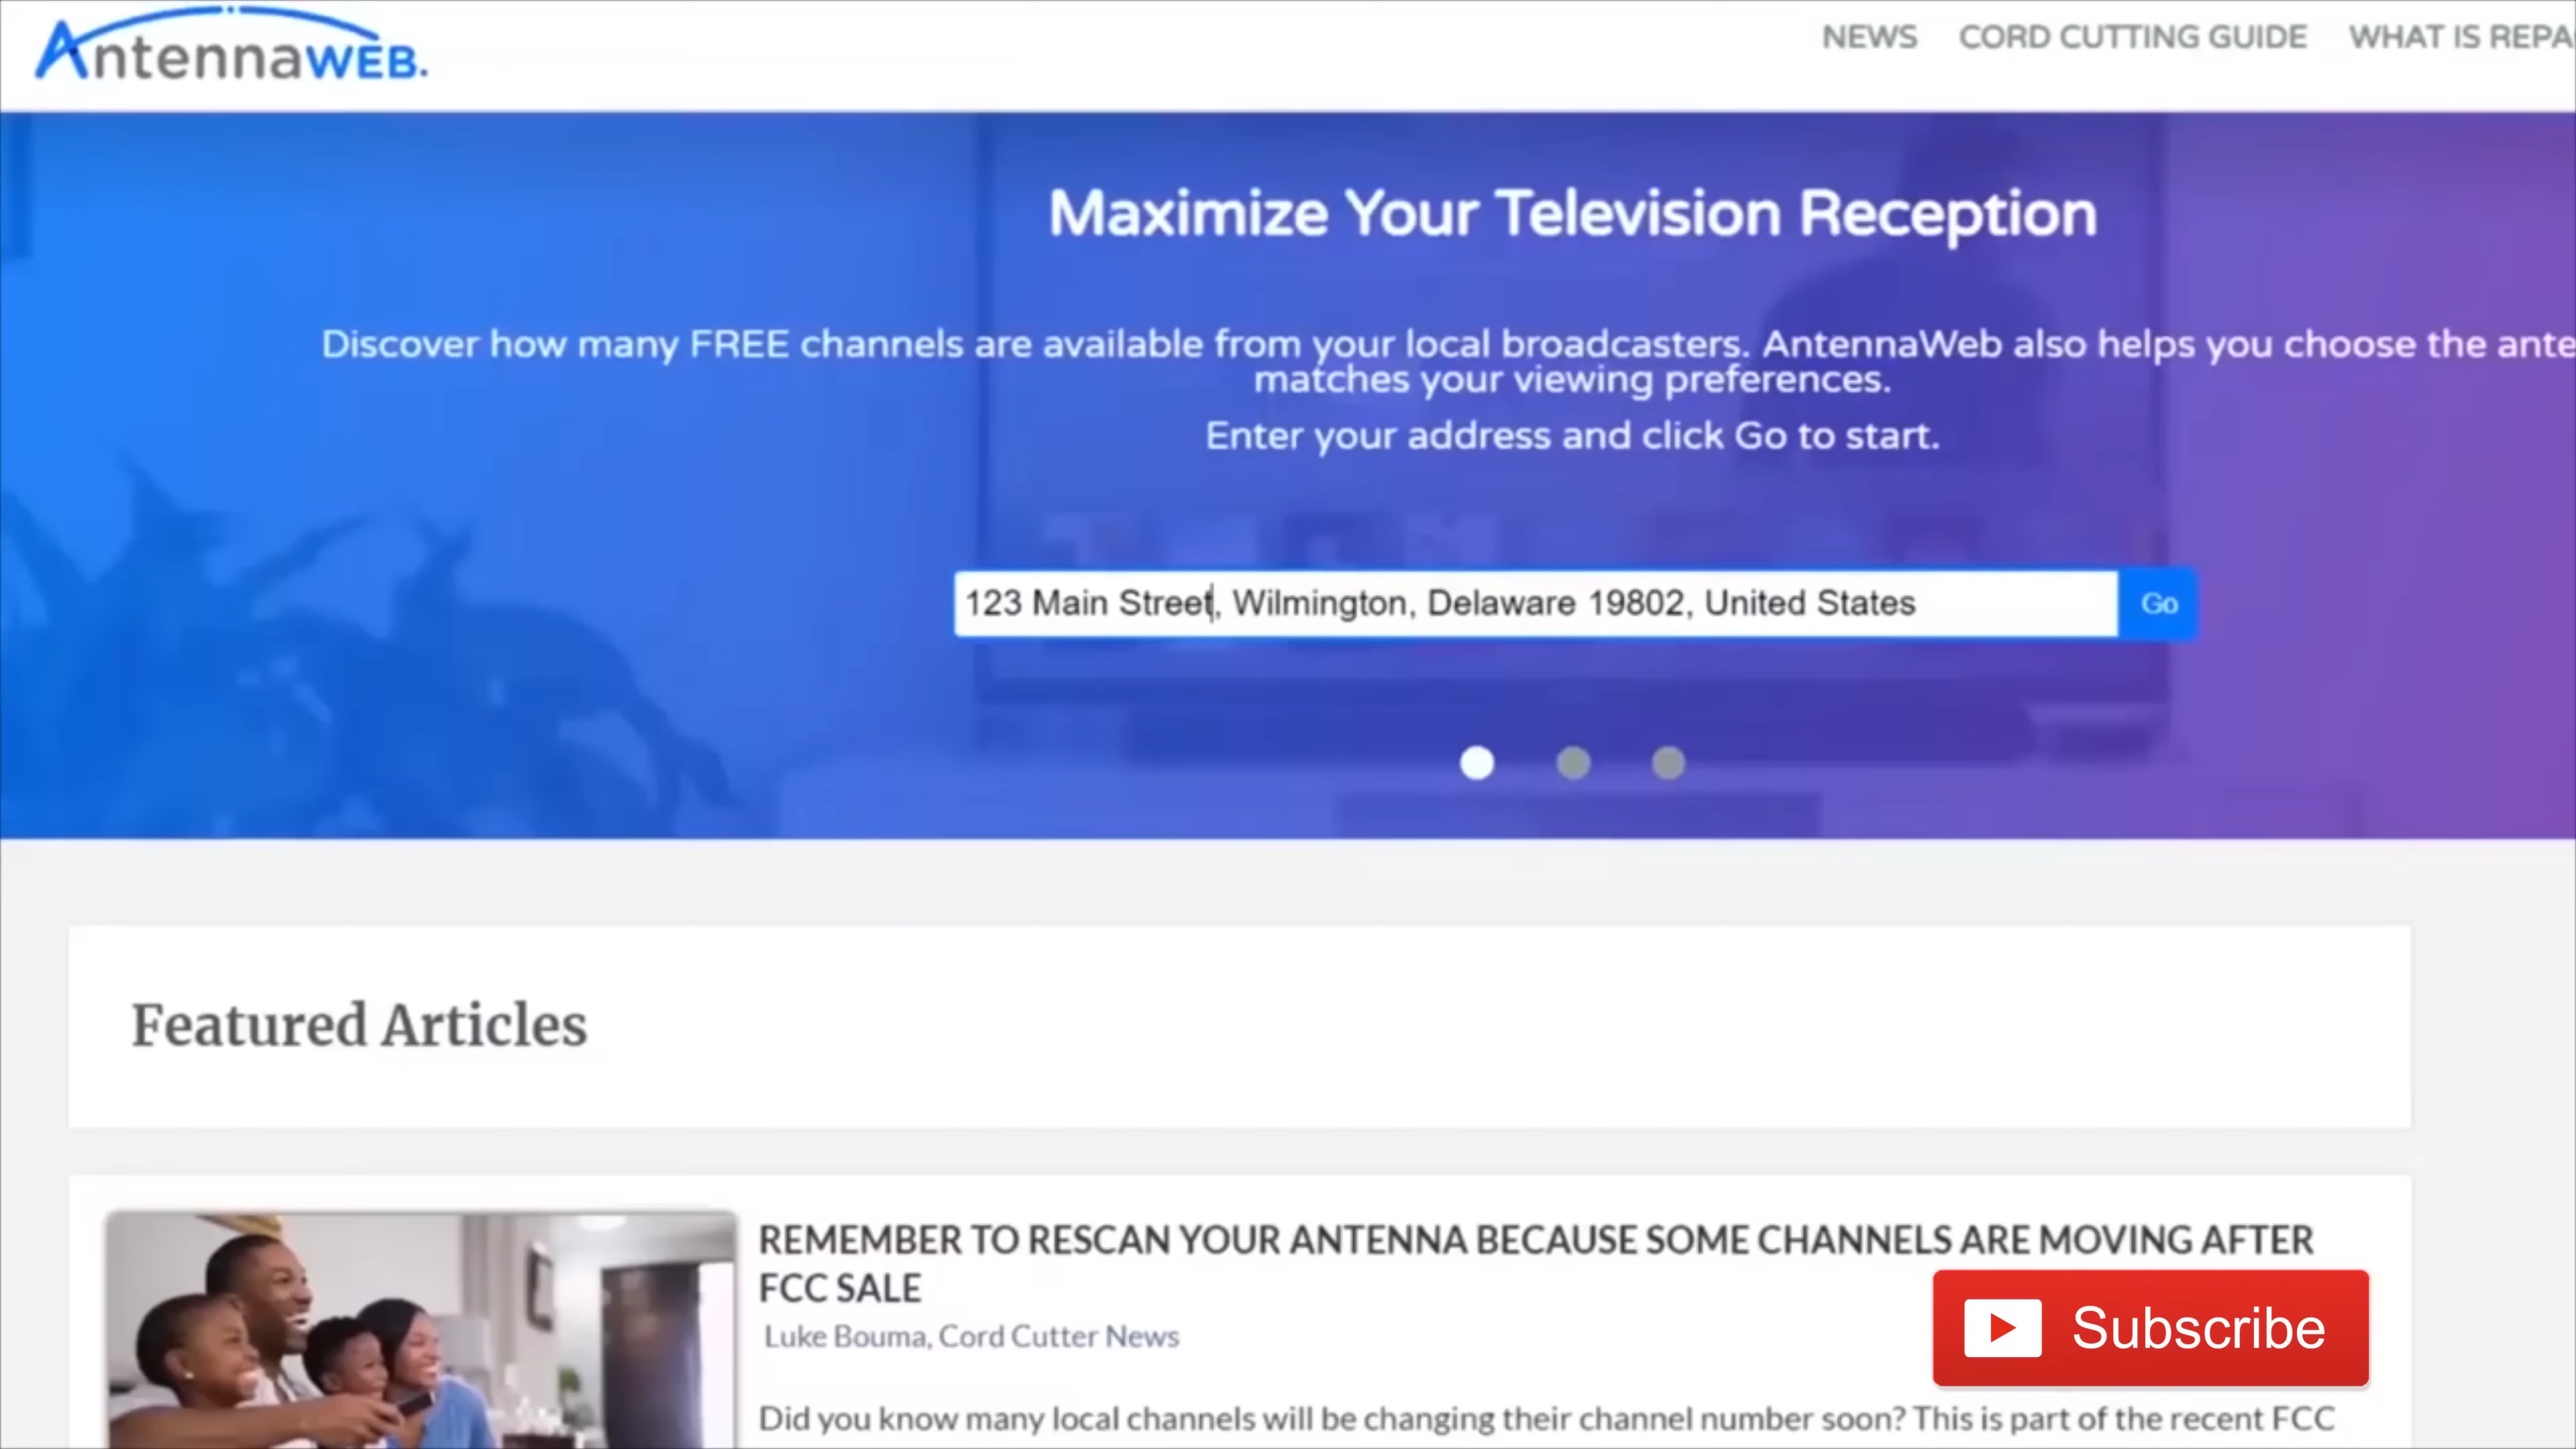 AntennaWEB.
NEWS CORD CUTTING GUIDE WHAT IS REPA
Maximize Your Television Reception
Discover how many FREE channels are available from your local broadcasters. AntennaWeb also helps you choose the ante
matches your viewing preferences.
Enter your address and click Go to start.
123 Main Street, Wilmington, Delaware 19802, United States
Go
Featured Articles
REMEMBER TO RESCAN YOUR ANTENNA BECAUSE SOME CHANNELS ARE MOVING AFTER
FCC SALE
Luke Bouma, Cord Cutter News
Subscribe
Did you know many local channels will be changing their channel number soon? This is part of the recent FCC